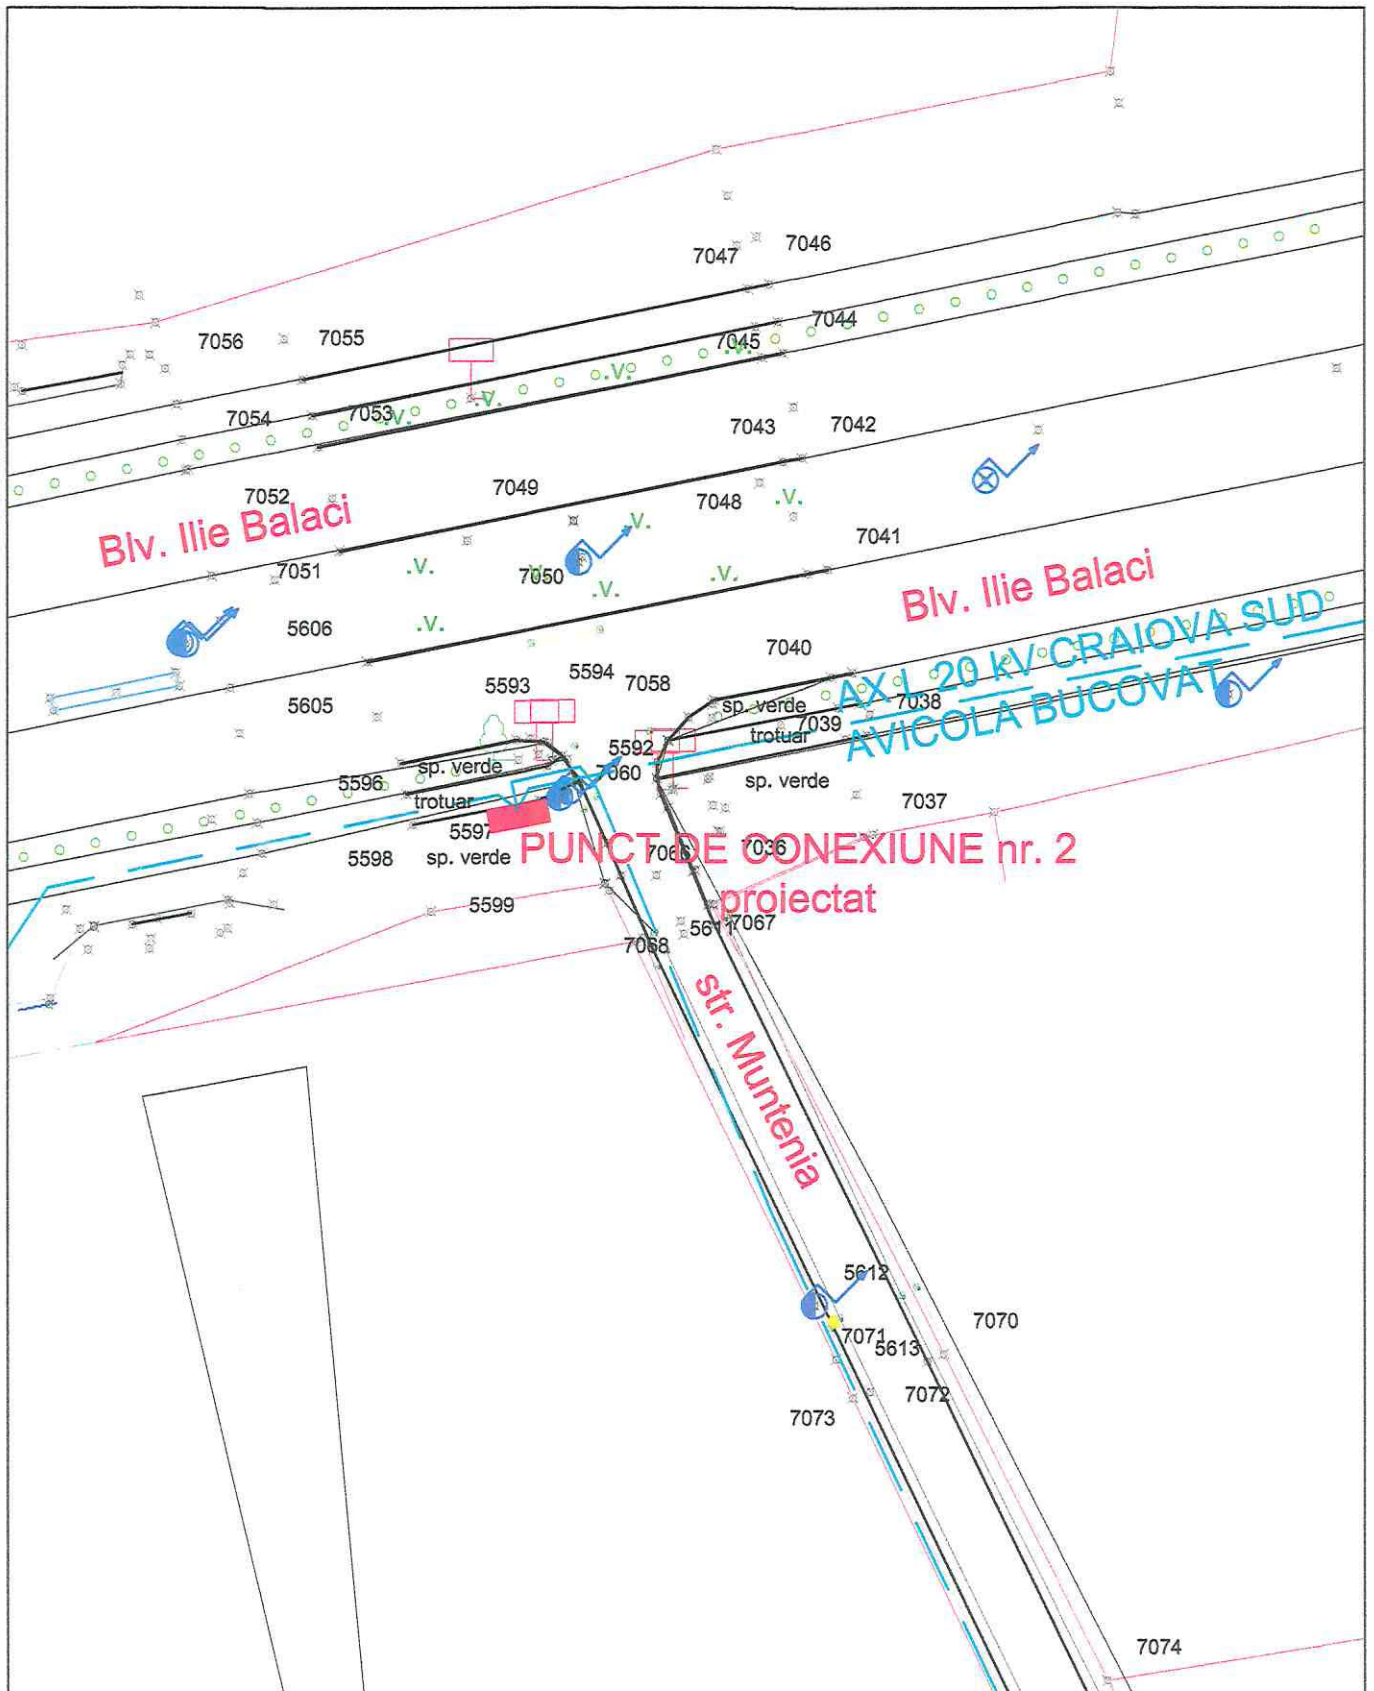 7047 7046
7044
7056 7055
7045
.V.
.V.
.V.
7054 7053 .V.
7043 7042
7052 7049 7048 .V.
Blv. Ilie Balaci
.V.
7041
7051 .V. 7050 .V.
.V.
Blv. Ilie Balaci
5606 .V.
7040
5594
5593 7058
AX L 20 kV CRAIOVA SUD
AVICOLA BUCOVAT
5605
sp. verde 7039 7038
trotuar
5592
sp. verde 7060 sp. verde
5596
trotuar 7037
5597
5598 sp. verde
PUNCT DE CONEXIUNE nr. 2
proiectat
7066 7036
5599
5611 7067
7068
str. Muntenia
5612
7070
7071
5613
7072
7073
7074